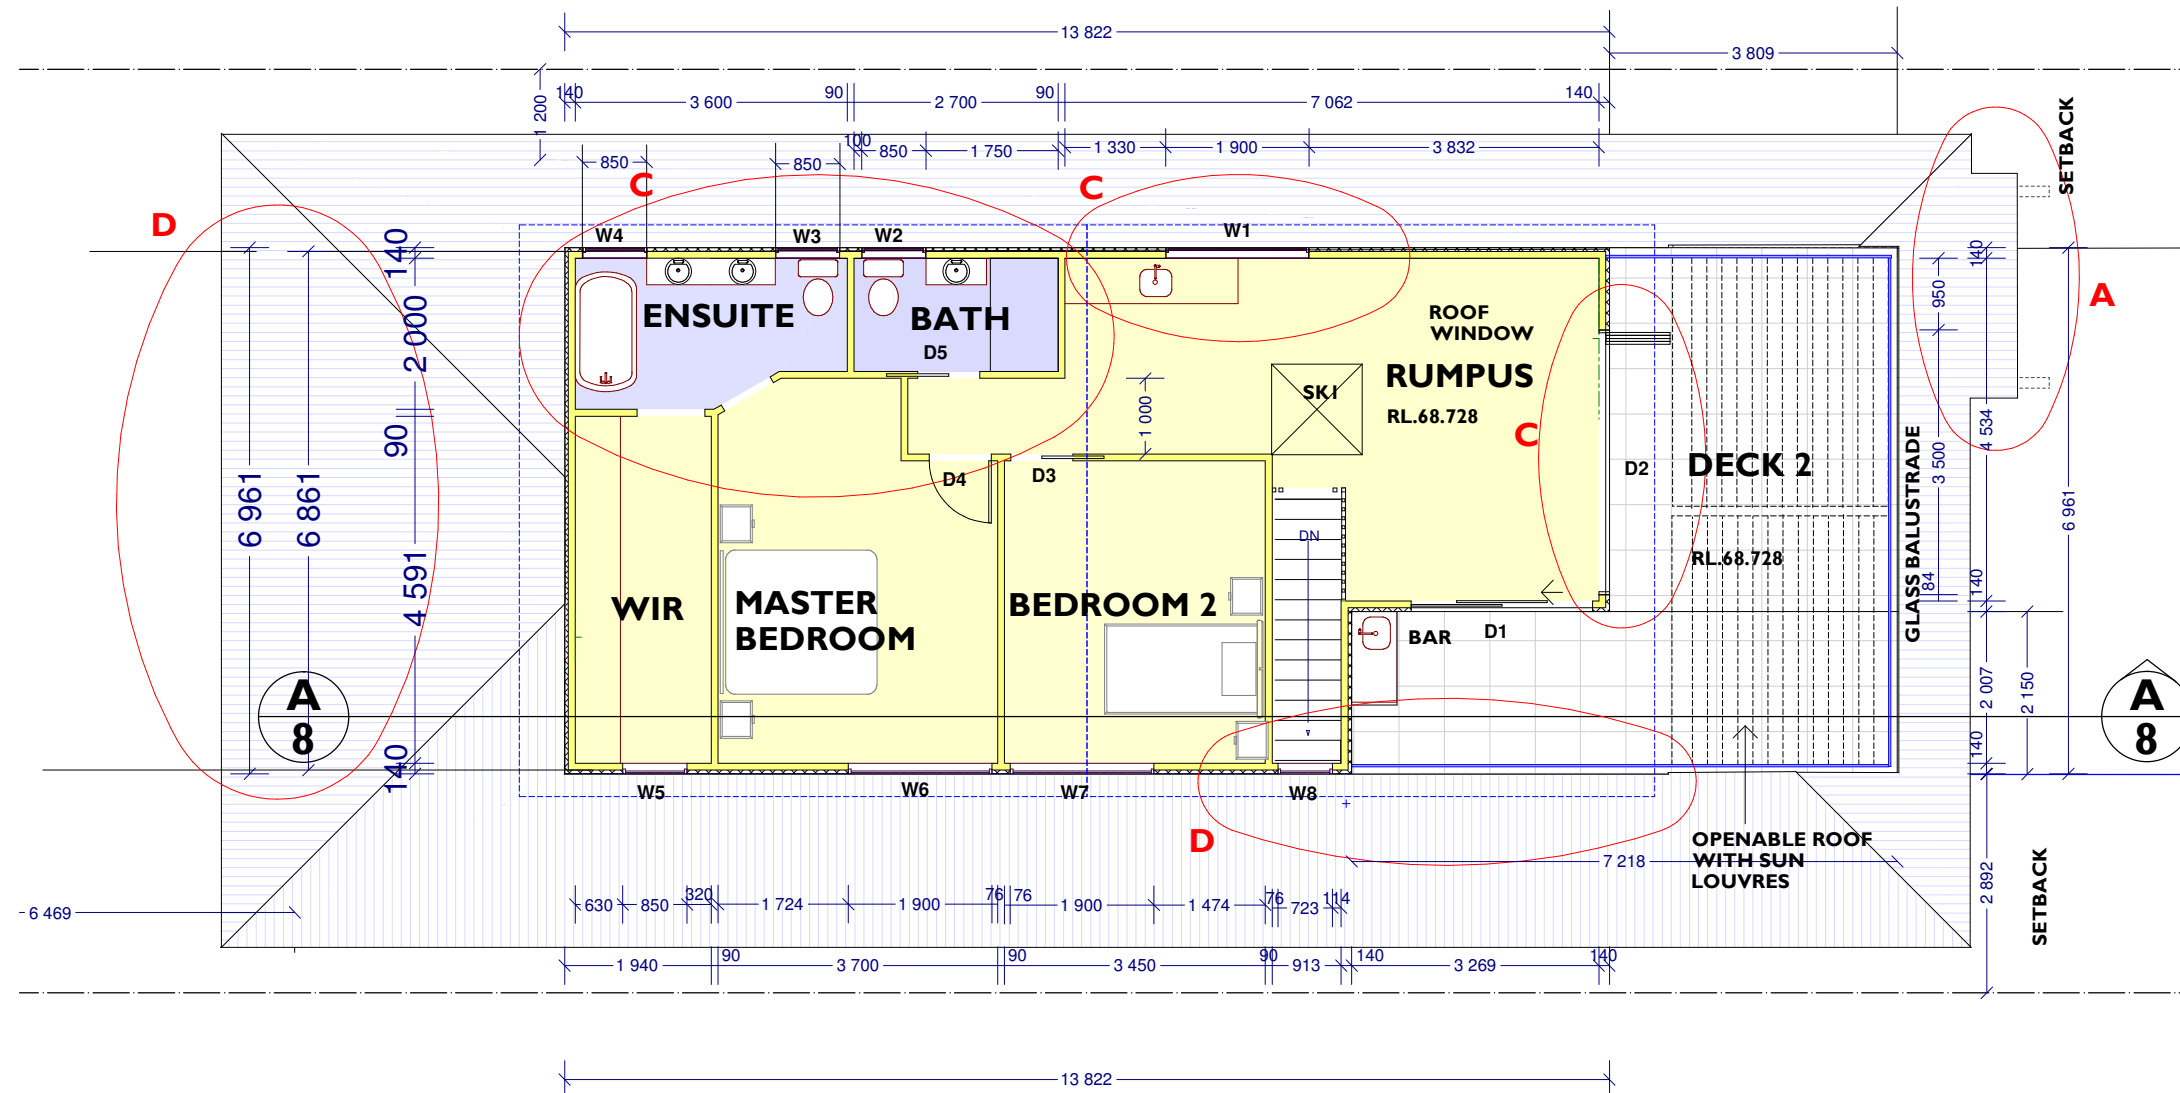 13 822
3 809
140
3 600
90
2 700
90
7 062
140
1 200
100
850
850
850
1 750
1 330
1 900
3 832
SETBACK
C
C
D
A
W4
W3
W2
W1
140
2 000
90
4 591
140
6 961
6 861
ENSUITE
BATH
D5
ROOF
WINDOW
RUMPUS
RL.68.728
SK1
1 000
C
D4
D3
D2
DECK 2
RL.68.728
GLASS BALUSTRADE
140
950
4 534
3 500
84
140
6 961
2 007
2 150
140
DN
WIR
MASTER
BEDROOM
BEDROOM 2
BAR
D1
A
8
A
8
W5
W6
W7
W8
D
OPENABLE ROOF
WITH SUN
LOUVRES
7 218
2 892
SETBACK
6 469
630
850
320
1 724
1 900
76
76
1 900
1 474
76
723
114
1 940
90
3 700
90
3 450
90
913
140
3 269
140
13 822